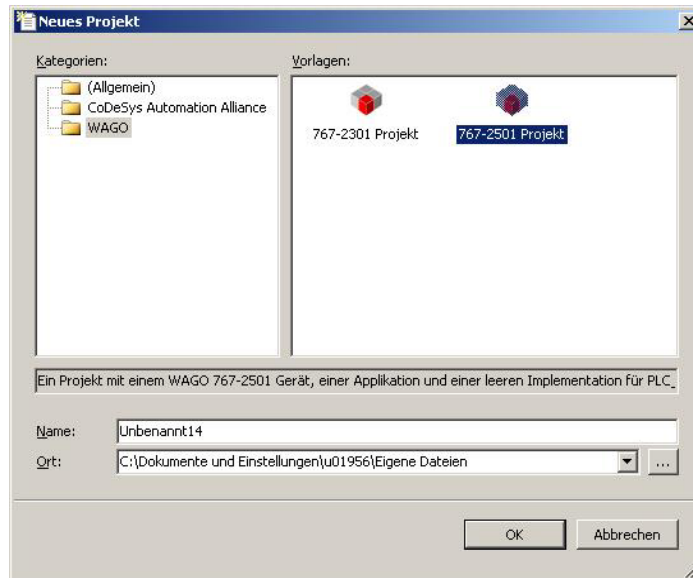 Neues Projekt
Kategorien:
Vorlagen:
(Allgemein)
CoDeSys Automation Alliance
WAGO
767-2301 Projekt
767-2501 Projekt
Ein Projekt mit einem WAGO 767-2501 Gerät, einer Applikation und einer leeren Implementation für PLC_
Name:
Unbenannt14
Ort:
C:\Dokumente und Einstellungen\u01956\Eigene Dateien
...
OK
Abbrechen